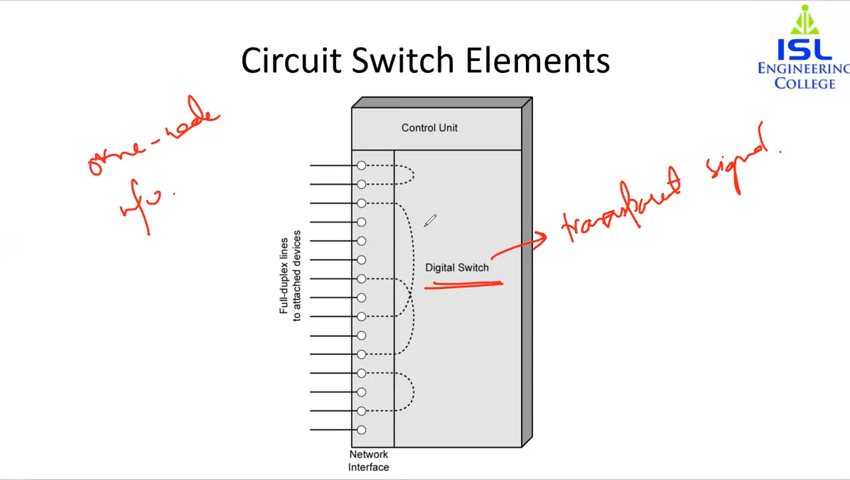 Circuit Switch Elements
ISL
ENGINEERING
COLLEGE
Control Unit
Full-duplex lines
to attached devices
Digital Switch
transparent signal.
Network
Interface